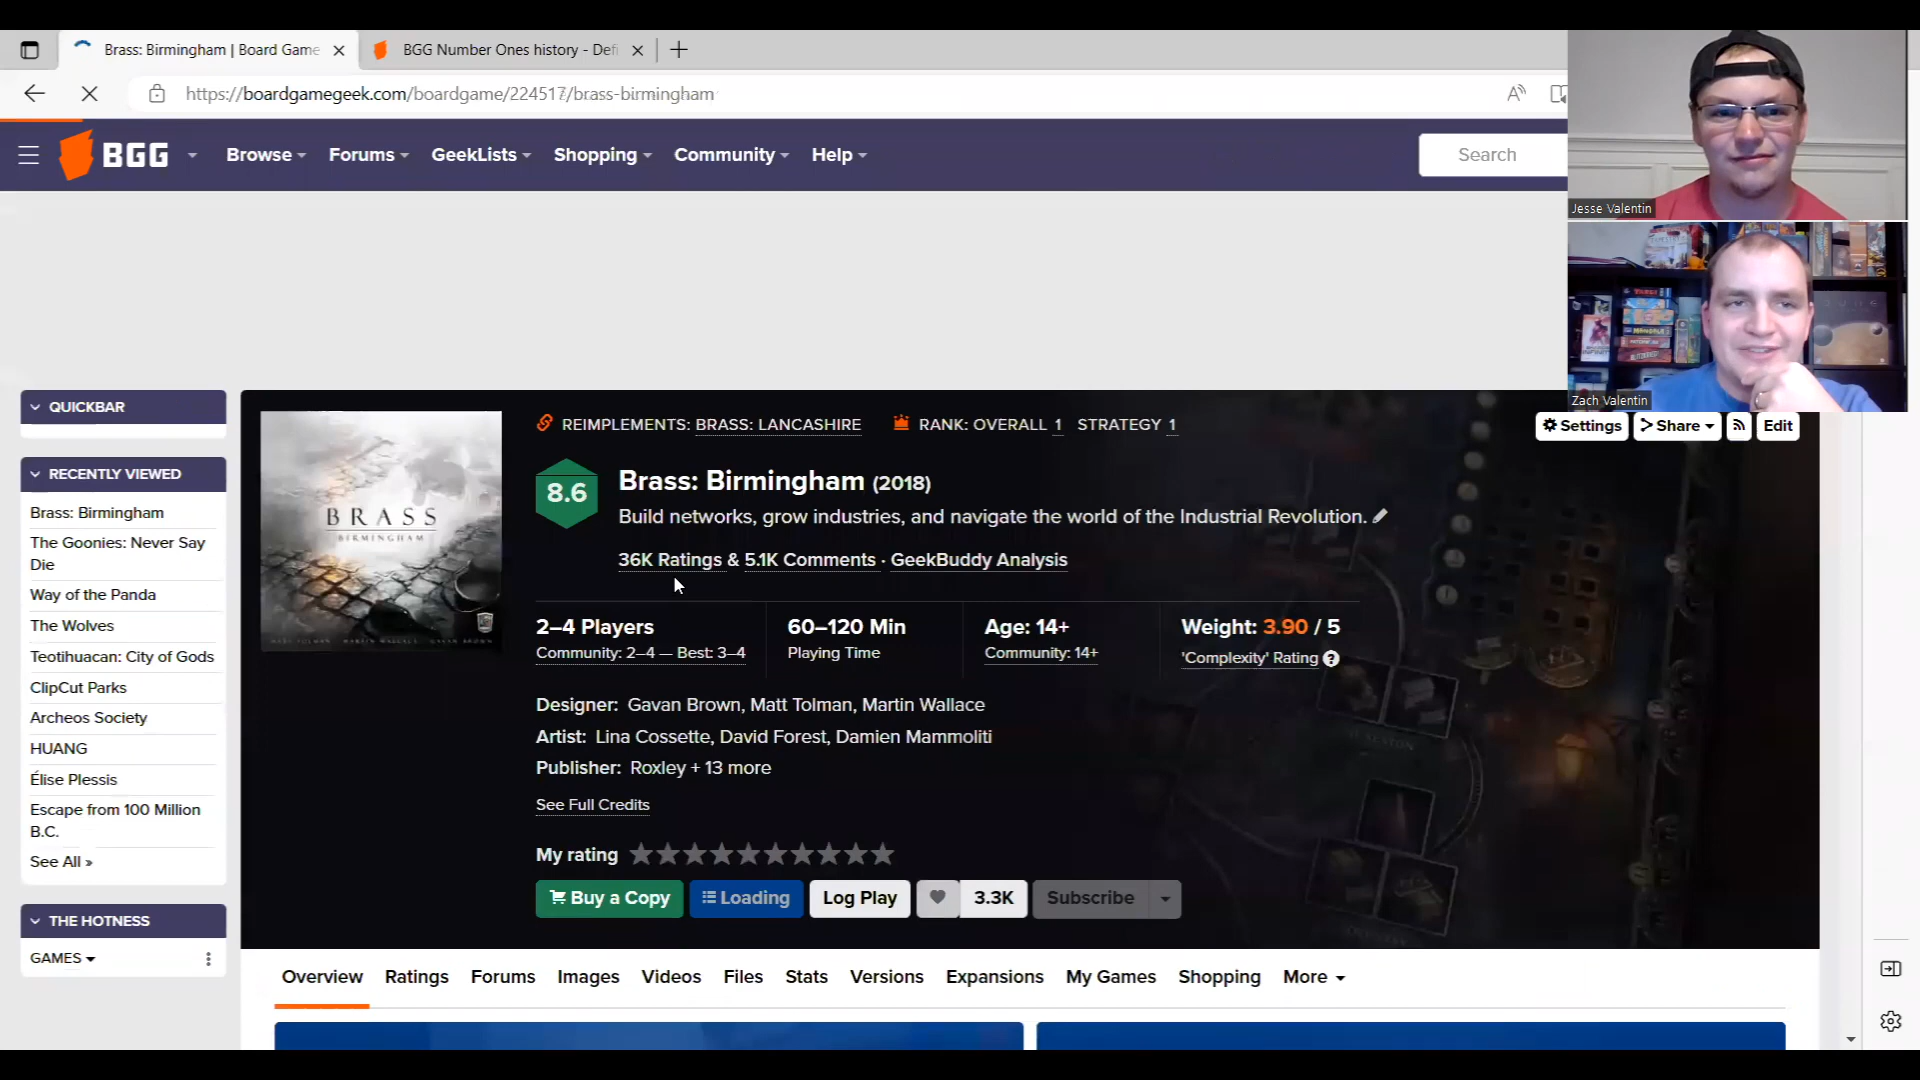 Brass: Birmingham | Board Game
BGG Number Ones history - Defi
https://boardgamegeek.com/boardgame/224517/brass-birmingham
BGG
Browse
Forums
GeekLists
Shopping
Community
Help
Search
Jesse Valentin
Zach Valentin
QUICKBAR
RECENTLY VIEWED
Brass: Birmingham
The Goonies: Never Say
Die
Way of the Panda
The Wolves
Teotihuacan: City of Gods
ClipCut Parks
Archeos Society
HUANG
Élise Plessis
Escape from 100 Million
B.C.
See All »
THE HOTNESS
GAMES
BRASS
BIRMINGHAM
REIMPLEMENTS: BRASS: LANCASHIRE
RANK: OVERALL 1 STRATEGY 1
Settings
Share
Edit
8.6
Brass: Birmingham (2018)
Build networks, grow industries, and navigate the world of the Industrial Revolution.
36K Ratings & 5.1K Comments · GeekBuddy Analysis
2–4 Players
Community: 2–4 — Best: 3–4
60–120 Min
Playing Time
Age: 14+
Community: 14+
Weight: 3.90 / 5
'Complexity' Rating ?
Designer: Gavan Brown, Matt Tolman, Martin Wallace
Artist: Lina Cossette, David Forest, Damien Mammoliti
Publisher: Roxley + 13 more
See Full Credits
My rating
Buy a Copy
Loading
Log Play
3.3K
Subscribe
Overview
Ratings
Forums
Images
Videos
Files
Stats
Versions
Expansions
My Games
Shopping
More